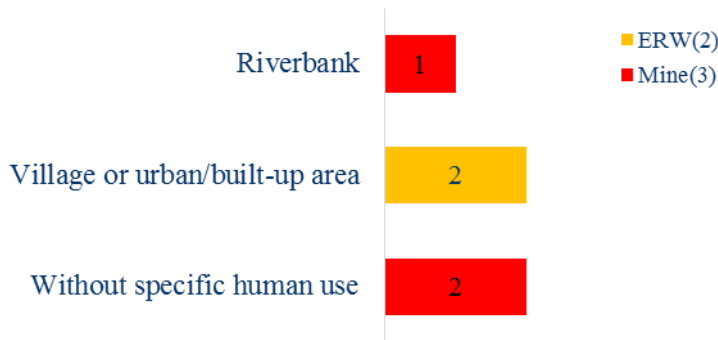 Riverbank
1
ERW(2)
Mine(3)
Village or urban/built-up area
2
Without specific human use
2